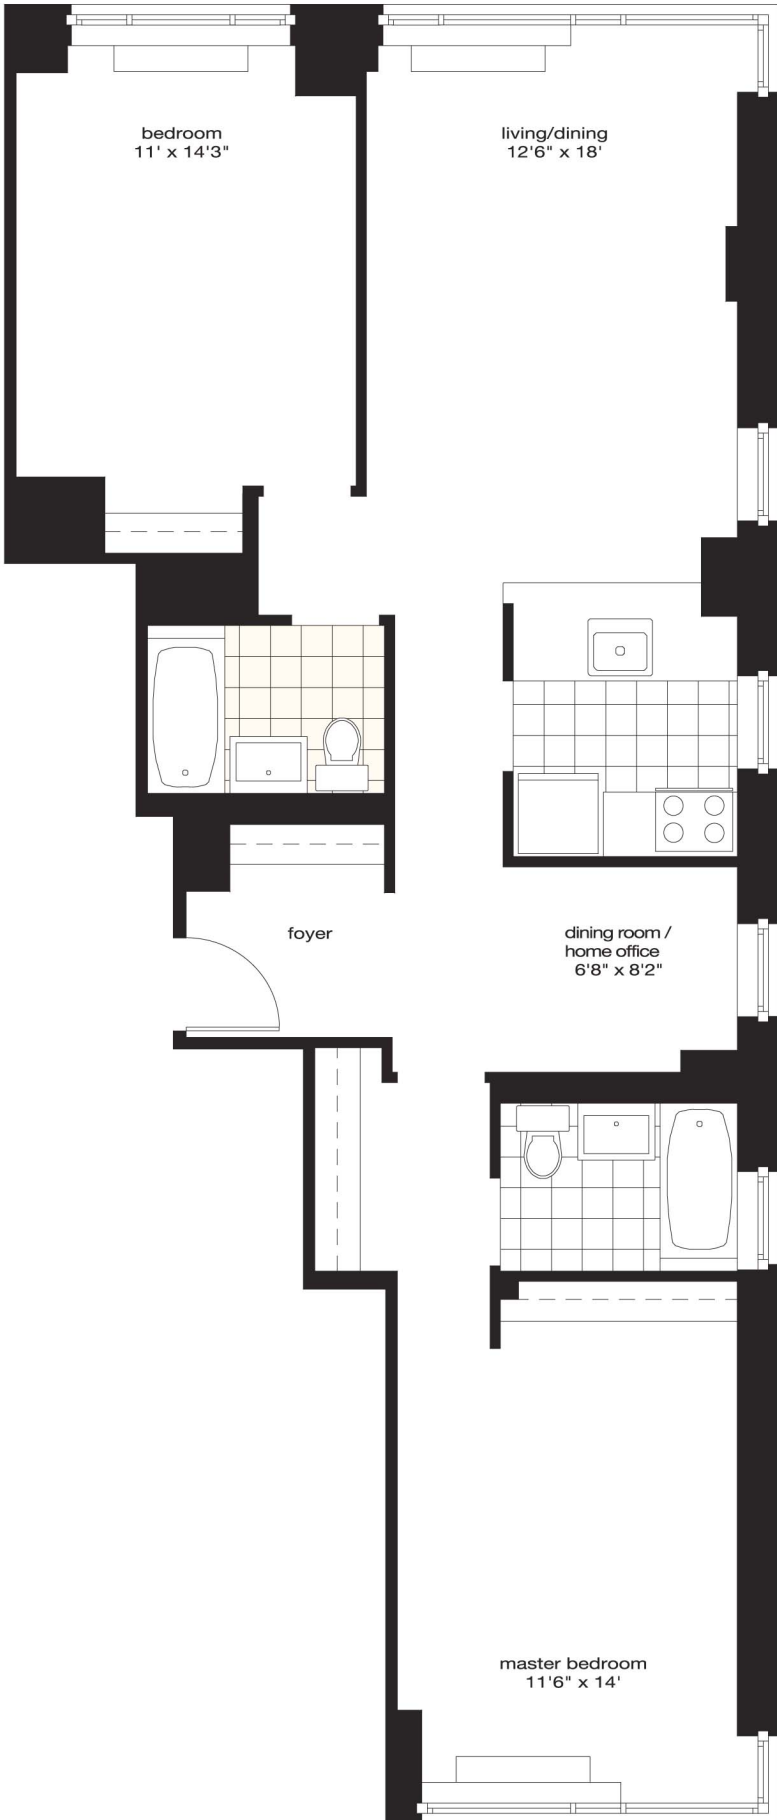 bedroom
11' x 14'3"
living/dining
12'6" x 18'
foyer
dining room /
home office
6'8" x 8'2"
master bedroom
11'6" x 14'